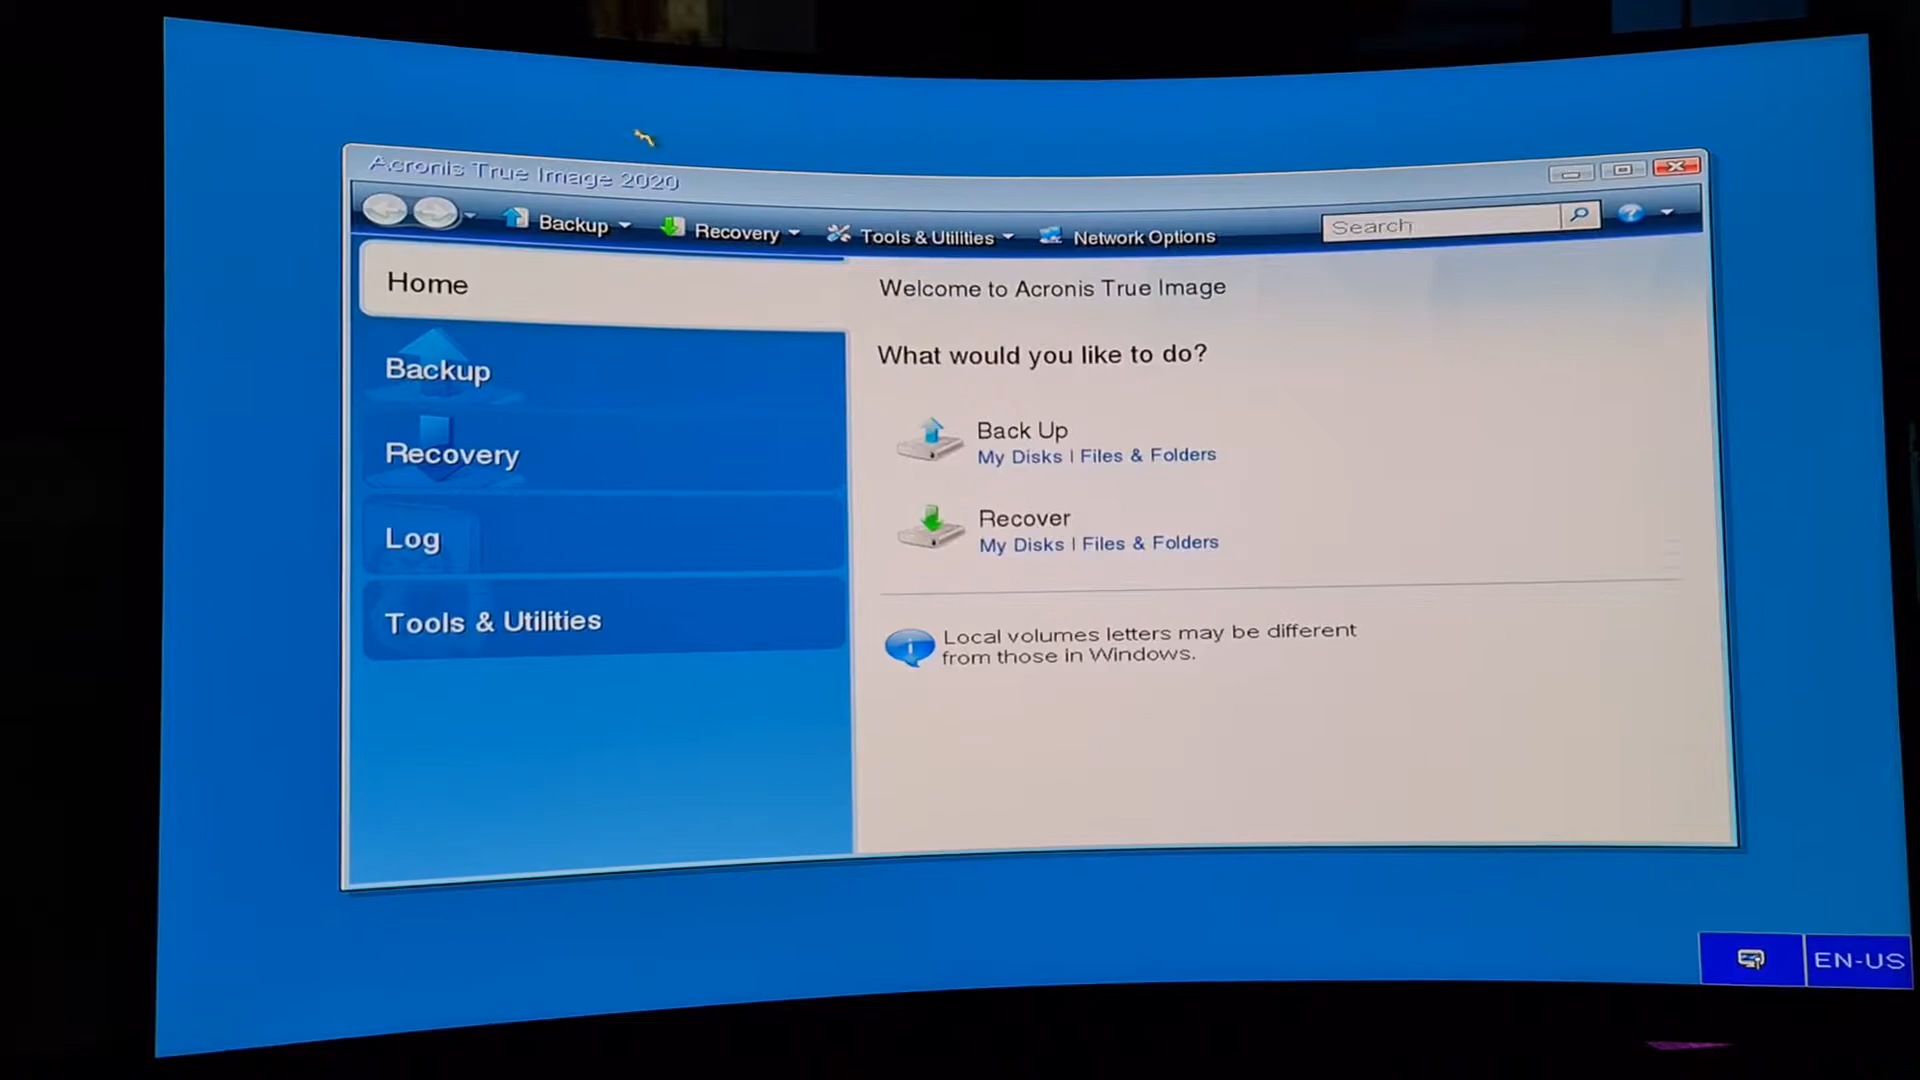 Acronis True Image 2020
Backup
Recovery
Tools & Utilities
Network Options
Search
Home
Backup
Recovery
Log
Tools & Utilities
Welcome to Acronis True Image
What would you like to do?
Back Up
My Disks | Files & Folders
Recover
My Disks | Files & Folders
Local volumes letters may be different
from those in Windows.
EN-US